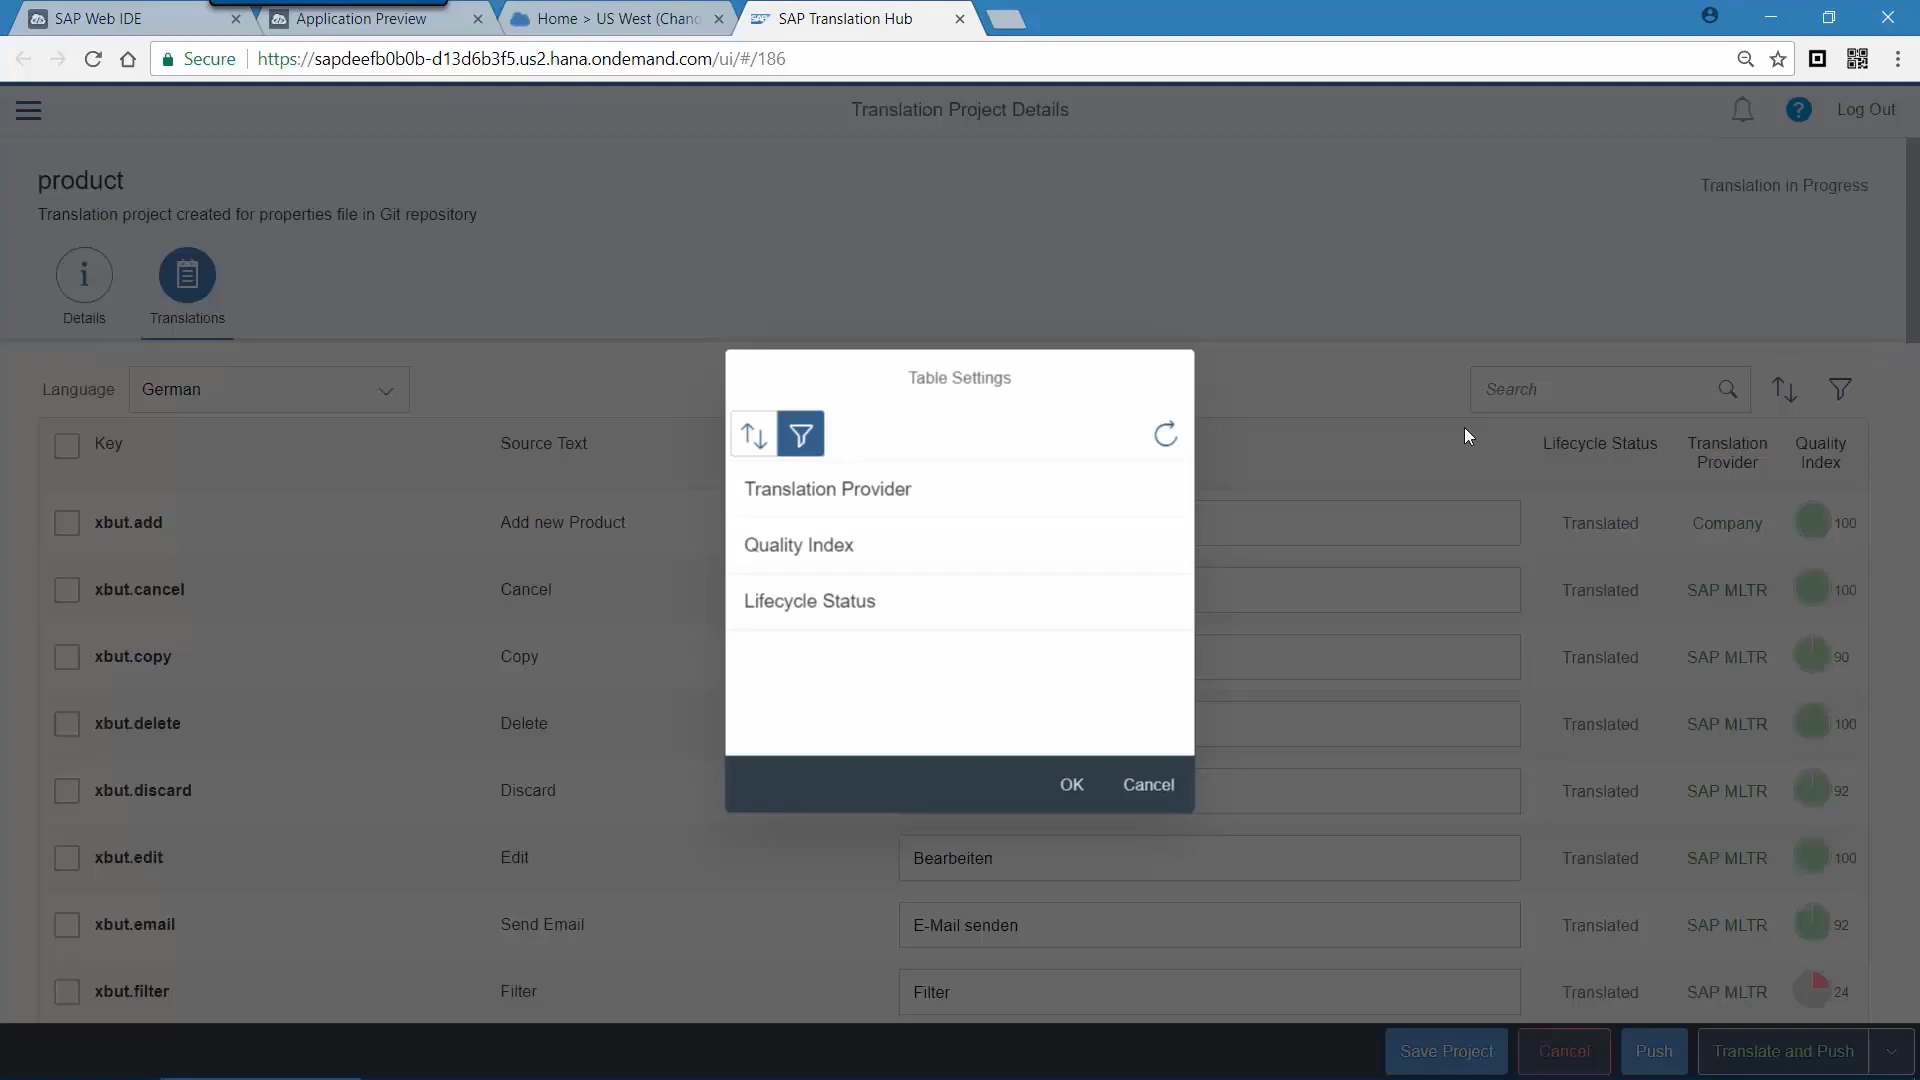 SAP Web IDE
Application Preview
Home > US West (Chanc
SAP Translation Hub
Secure
https://sapdeefb0b0b-d13d6b3f5.us2.hana.ondemand.com/ui/#/186
Translation Project Details
Log Out
product
Translation in Progress
Translation project created for properties file in Git repository
Details
Translations
Language
German
Search
Table Settings
Translation Provider
Quality Index
Lifecycle Status
OK
Cancel
Key
Source Text
Lifecycle Status
Translation Provider
Quality Index
xbut.add
Add new Product
Translated
Company
100
xbut.cancel
Cancel
Translated
SAP MLTR
100
xbut.copy
Copy
Translated
SAP MLTR
90
xbut.delete
Delete
Translated
SAP MLTR
100
xbut.discard
Discard
Translated
SAP MLTR
92
xbut.edit
Edit
Bearbeiten
Translated
SAP MLTR
100
xbut.email
Send Email
E-Mail senden
Translated
SAP MLTR
92
xbut.filter
Filter
Filter
Translated
SAP MLTR
24
Save Project
Cancel
Push
Translate and Push